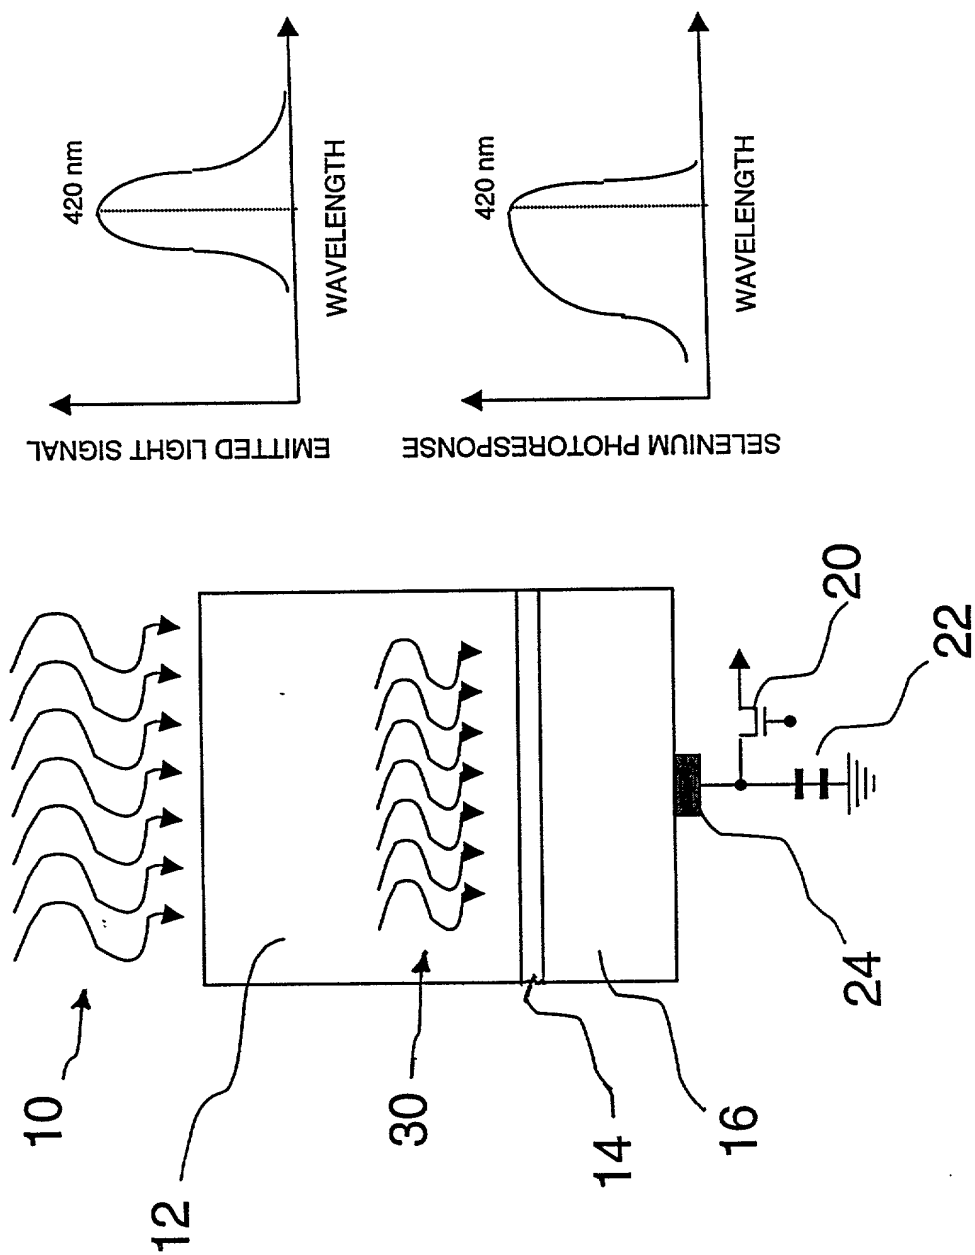 420 nm
EMITTED LIGHT SIGNAL
WAVELENGTH
420 nm
SELENIUM PHOTORESPONSE
WAVELENGTH
10
12
30
14
16
24
20
22